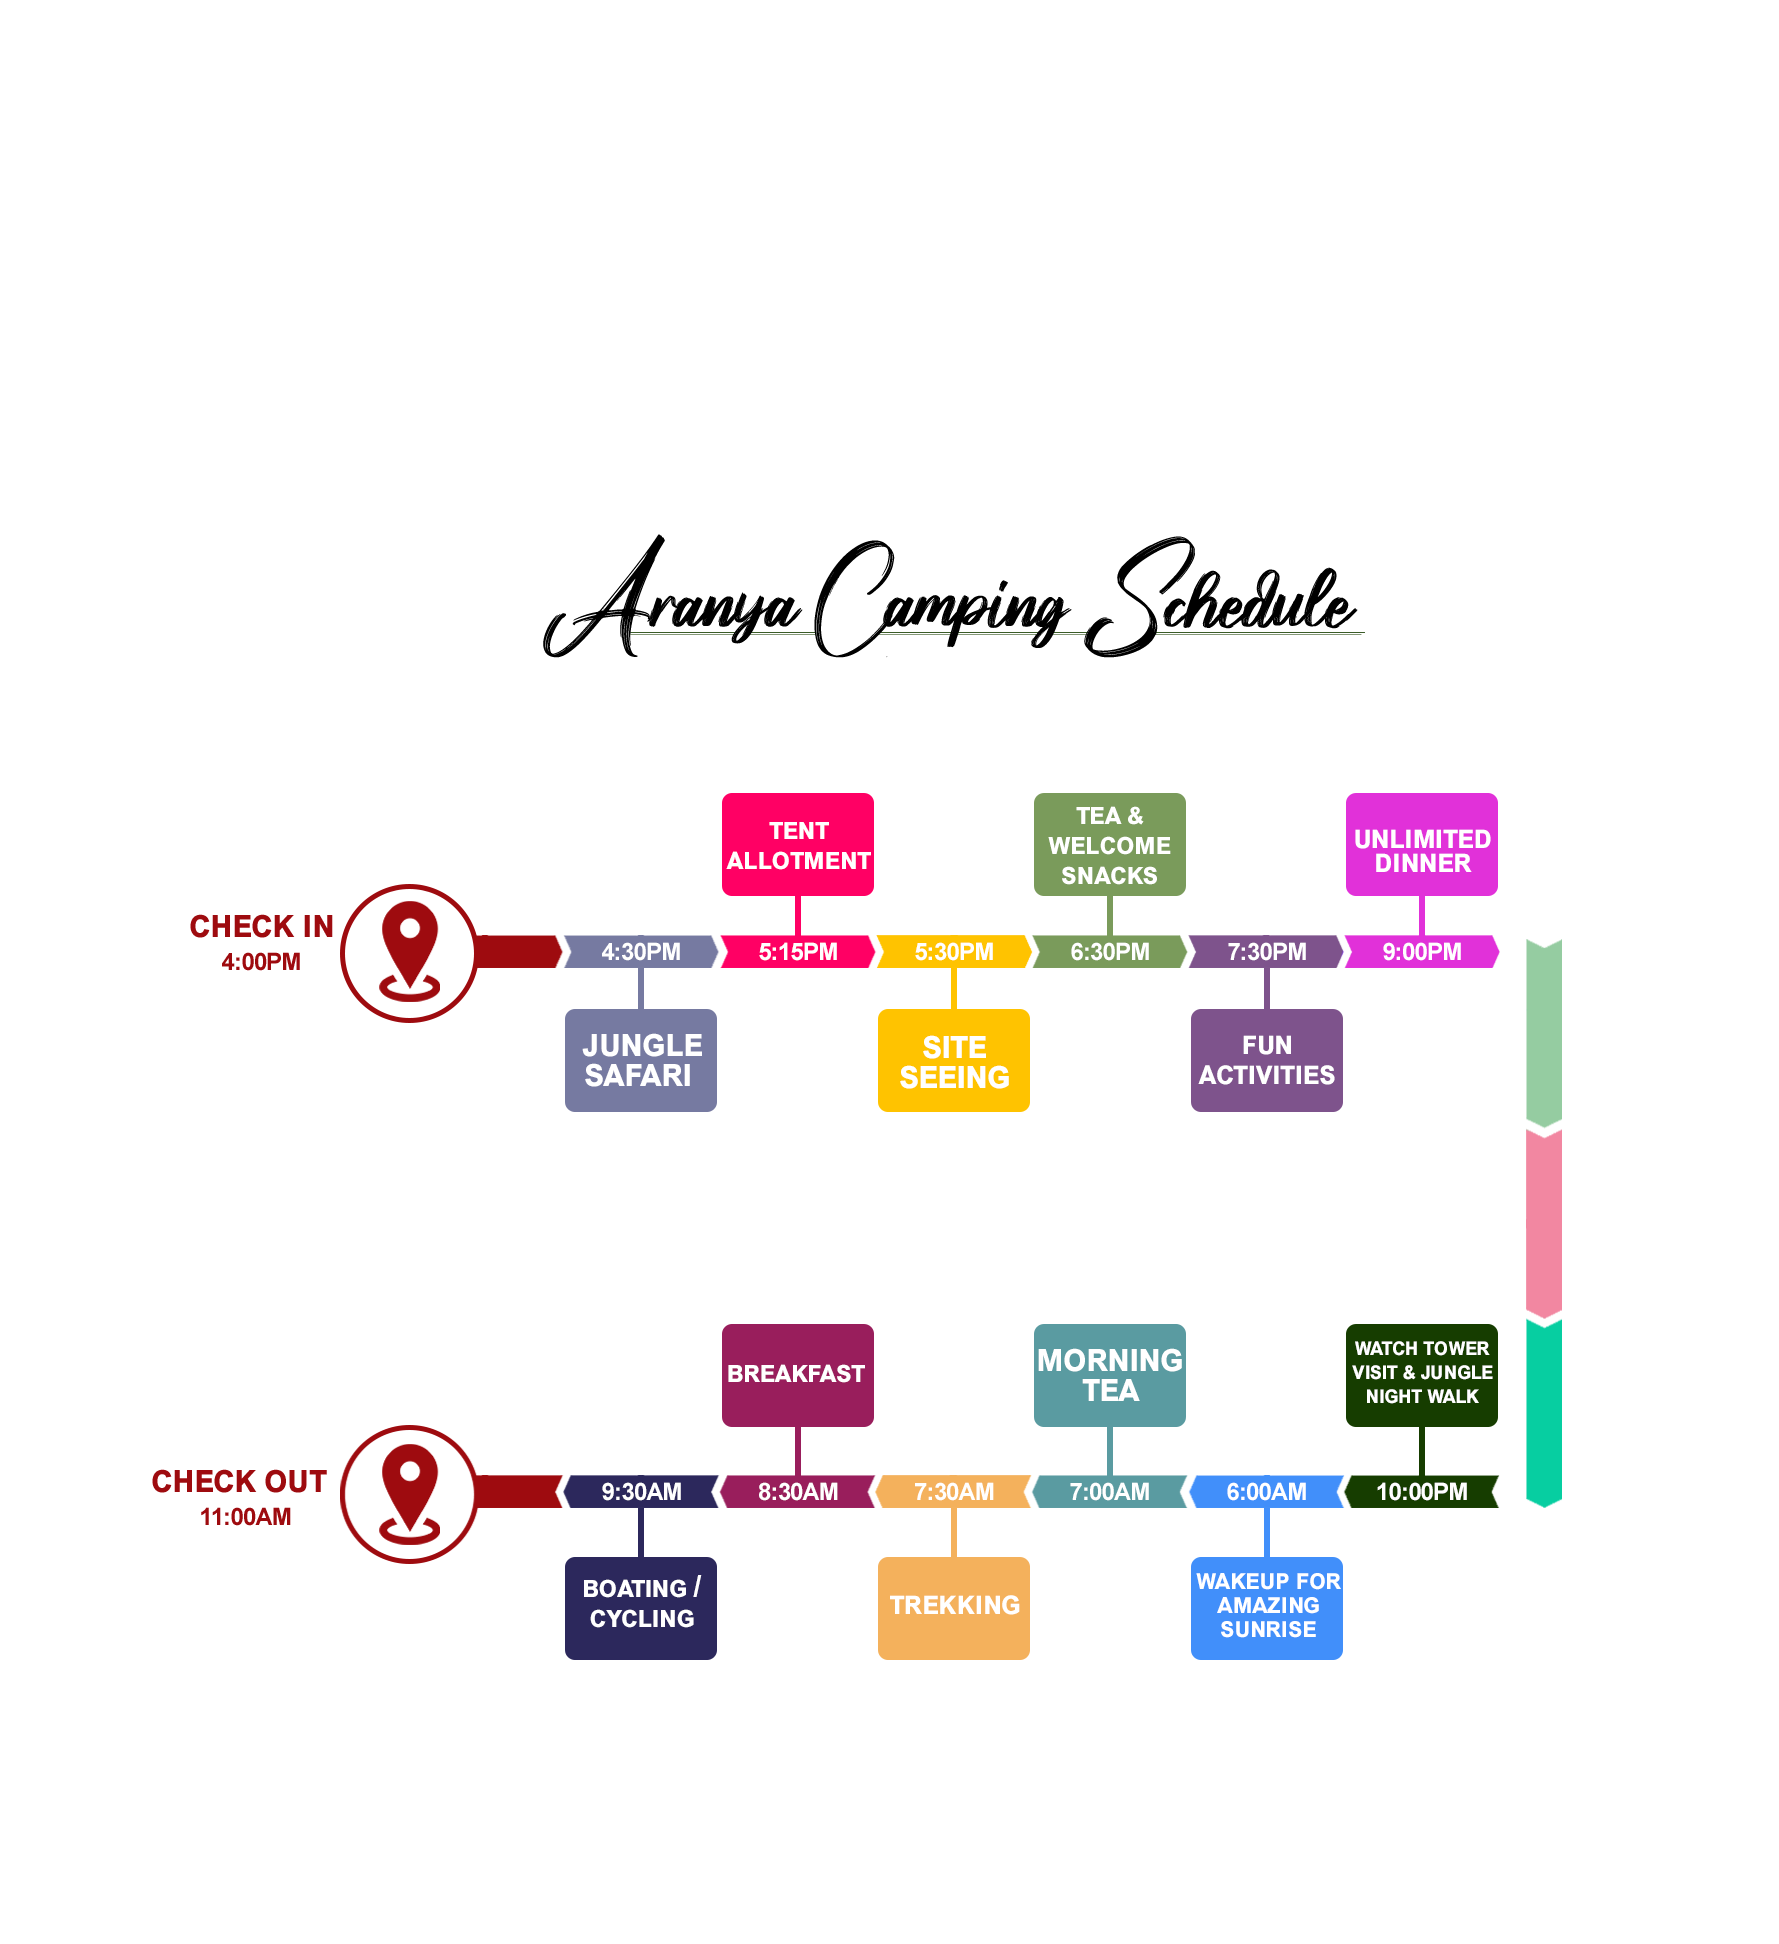 Aranya Camping Schedule
CHECK IN
4:00PM
4:30PM
JUNGLE
SAFARI
TENT
ALLOTMENT
5:15PM
5:30PM
SITE
SEEING
TEA &
WELCOME
SNACKS
6:30PM
7:30PM
FUN
ACTIVITIES
UNLIMITED
DINNER
9:00PM
WATCH TOWER
VISIT & JUNGLE
NIGHT WALK
10:00PM
6:00AM
WAKEUP FOR
AMAZING
SUNRISE
MORNING
TEA
7:00AM
7:30AM
TREKKING
BREAKFAST
8:30AM
9:30AM
BOATING /
CYCLING
CHECK OUT
11:00AM